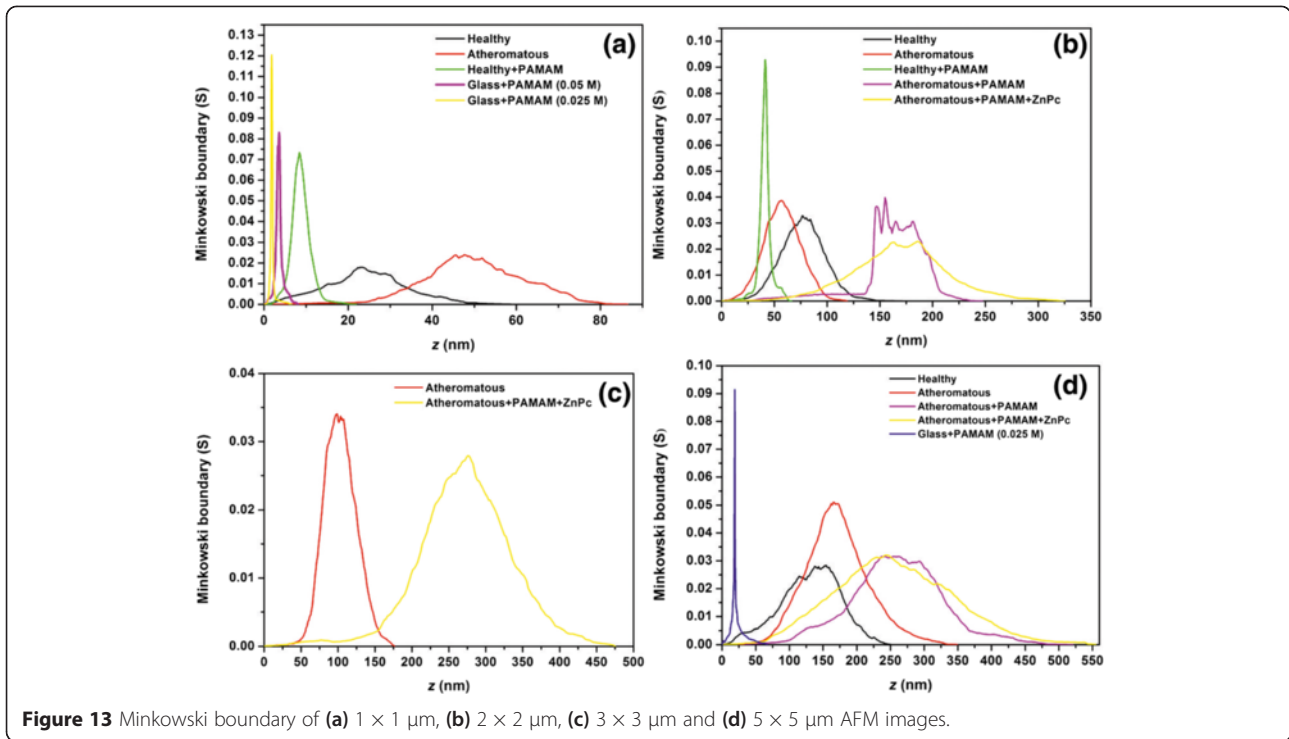 (a)
Minkowski boundary (S)
0.13
0.12
0.11
0.10
0.09
0.08
0.07
0.06
0.05
0.04
0.03
0.02
0.01
0.00
Healthy
Atheromatous
Healthy+PAMAM
Glass+PAMAM (0.05 M)
Glass+PAMAM (0.025 M)
0 20 40 60 80
z (nm)
(b)
Minkowski boundary (S)
0.10
0.09
0.08
0.07
0.06
0.05
0.04
0.03
0.02
0.01
0.00
Healthy
Atheromatous
Healthy+PAMAM
Atheromatous+PAMAM
Atheromatous+PAMAM+ZnPc
0 50 100 150 200 250 300 350
z (nm)
(c)
Minkowski boundary (S)
0.04
0.03
0.02
0.01
0.00
Atheromatous
Atheromatous+PAMAM+ZnPc
0 50 100 150 200 250 300 350 400 450 500
z (nm)
(d)
Minkowski boundary (S)
0.10
0.09
0.08
0.07
0.06
0.05
0.04
0.03
0.02
0.01
0.00
Healthy
Atheromatous
Atheromatous+PAMAM
Atheromatous+PAMAM+ZnPc
Glass+PAMAM (0.025 M)
0 50 100 150 200 250 300 350 400 450 500 550
z (nm)
Figure 13 Minkowski boundary of (a) 1 × 1 μm, (b) 2 × 2 μm, (c) 3 × 3 μm and (d) 5 × 5 μm AFM images.